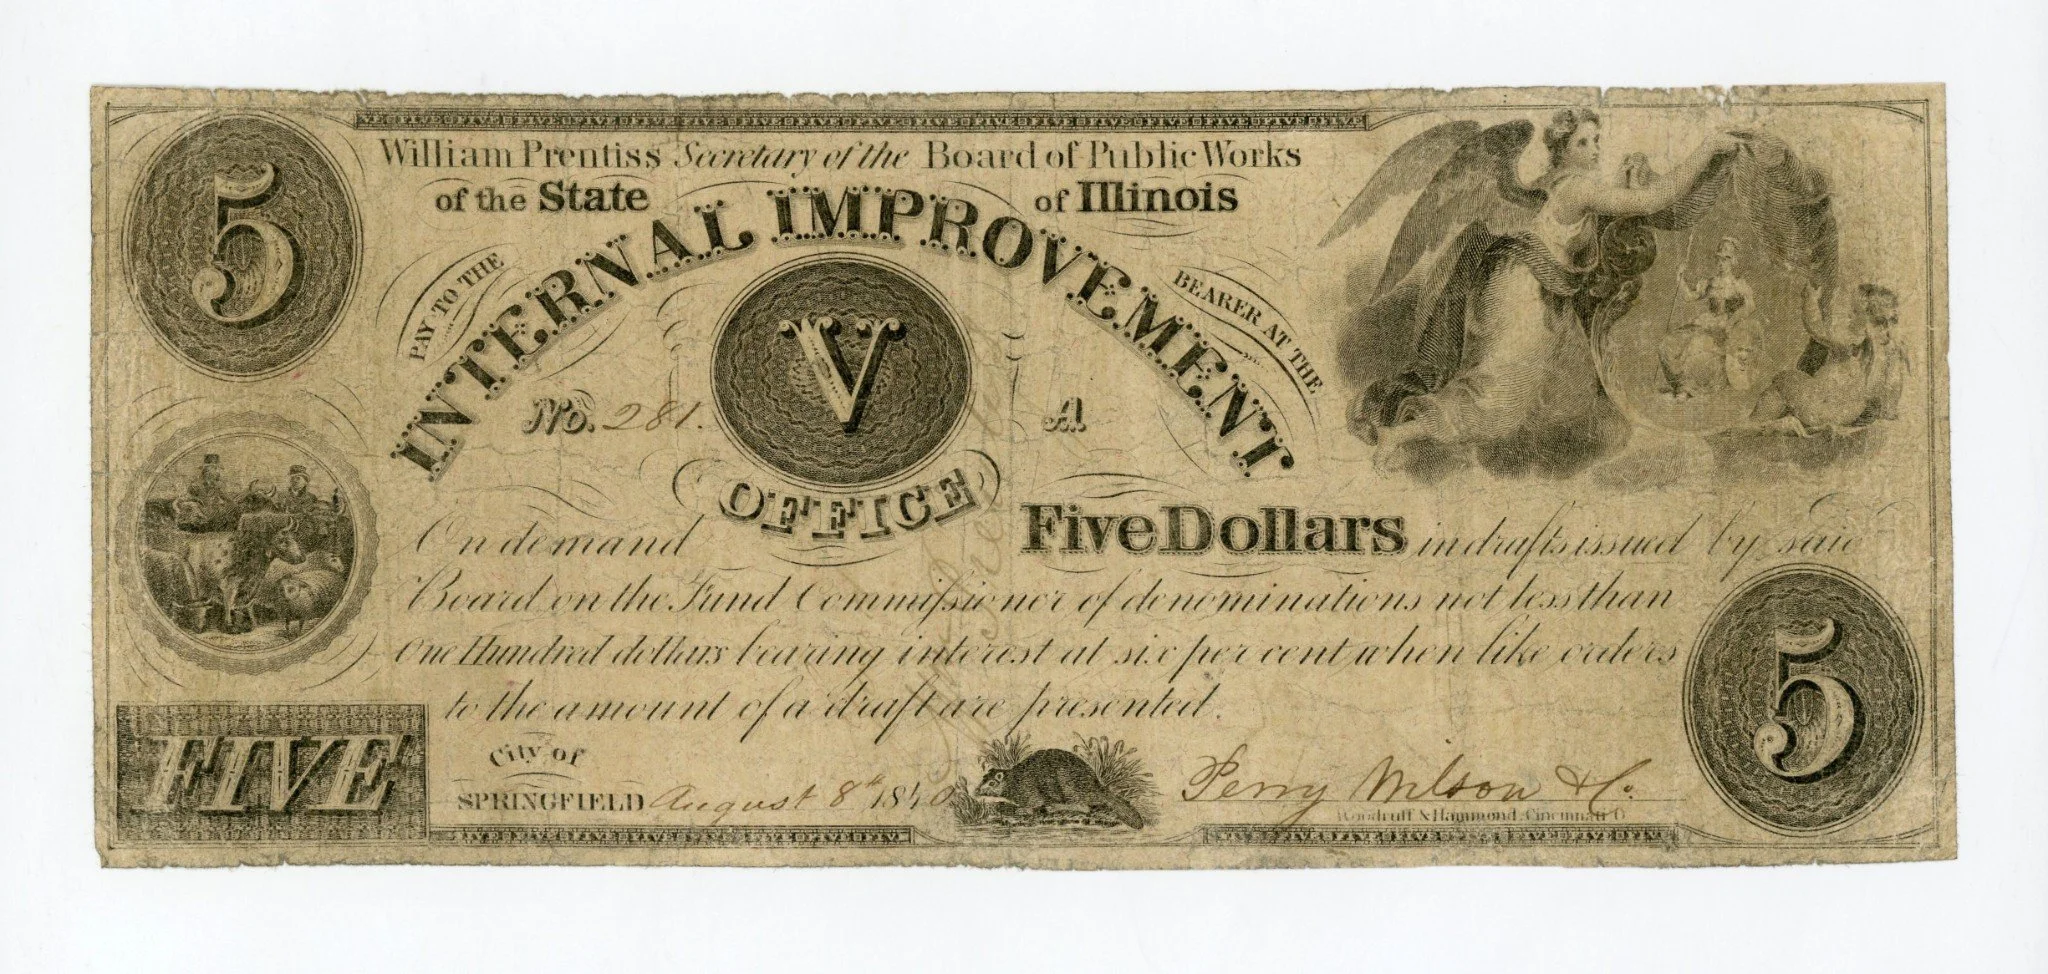 5
William Prentiss Secretary of the Board of Public Works
of the State of Illinois
PAY TO THE
INTERNAL IMPROVEMENT
BEARER AT THE
No. 281. V A
OFFICE
On demand Five Dollars in drafts issued by said
Board on the Fund Commissioner of denominations not less than
One Hundred dollars bearing interest at six per cent when like orders
to the amount of a draft are presented.
5
FIVE
City of
SPRINGFIELD August 8th 1840
Perry Wilson & Co.
Woodruff & Hammond, Cincinnati O